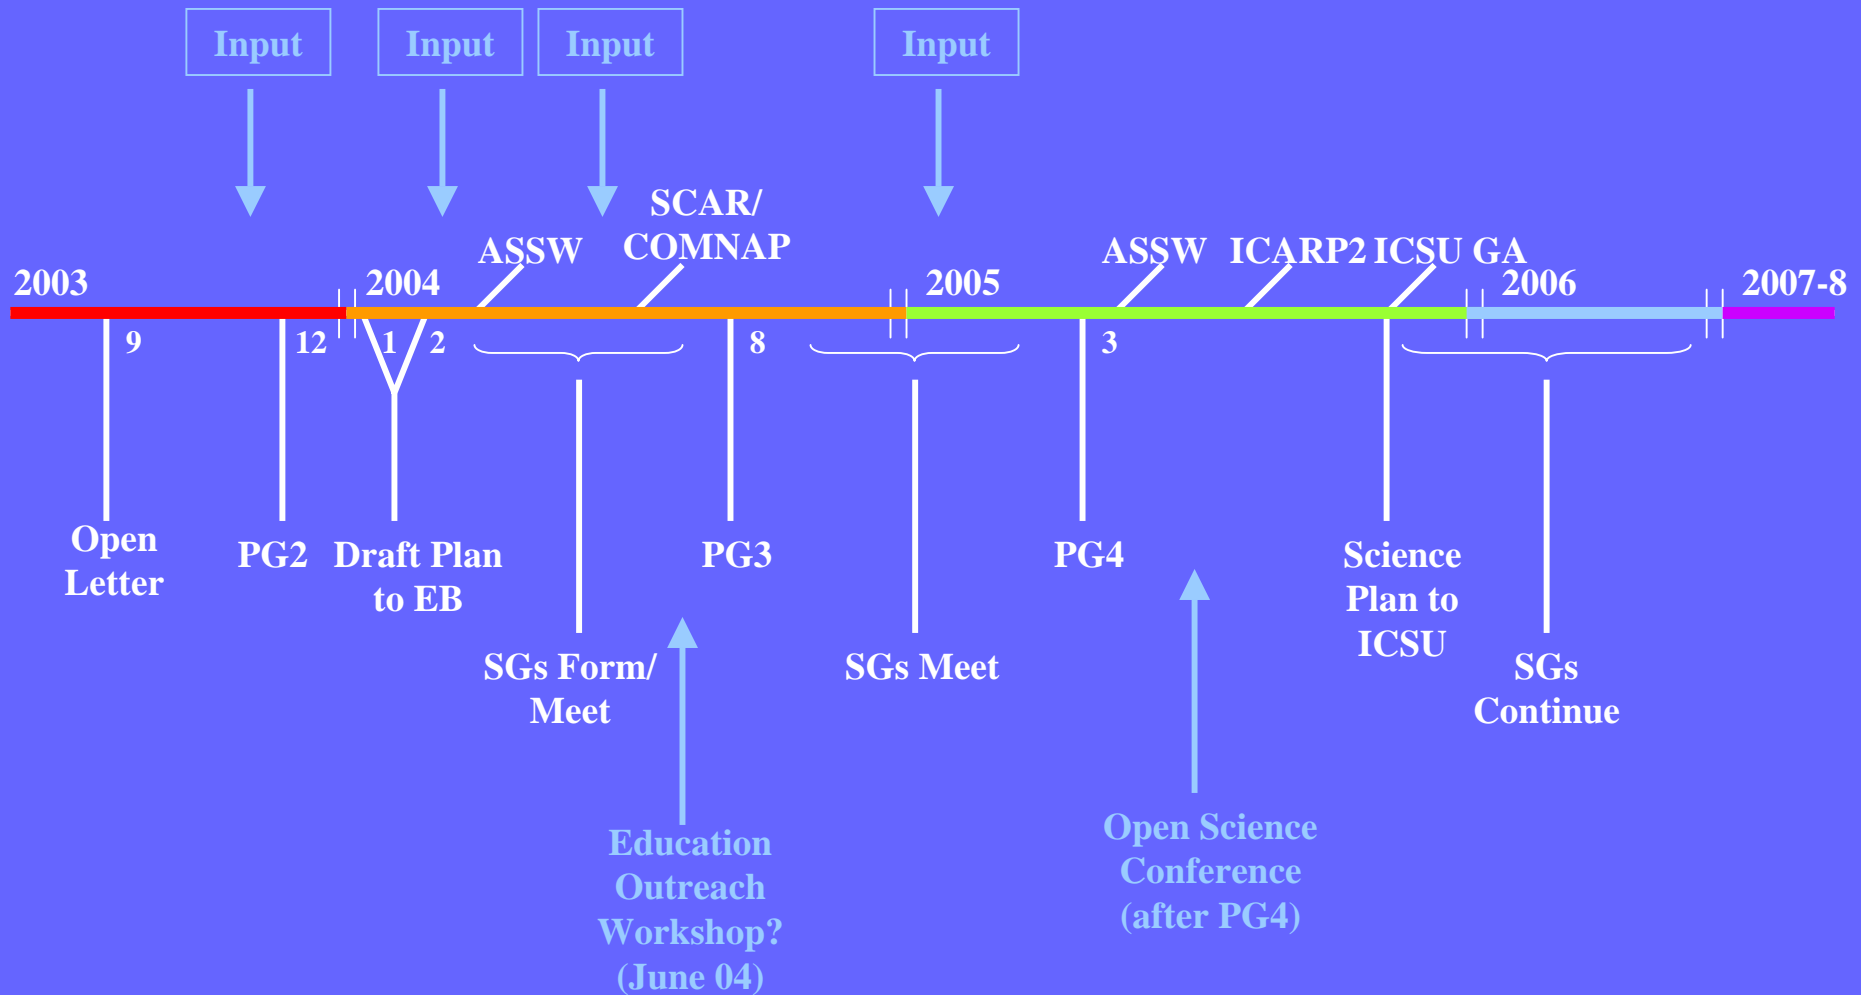 Input
Input
Input
Input
SCAR/
COMNAP
ASSW
ASSW
ICARP2
ICSU GA
2003
2004
2005
2006
2007-8
9
12
1
2
8
3
Open
Letter
PG2
Draft Plan
to EB
PG3
PG4
Science
Plan to
ICSU
SGs Form/
Meet
SGs Meet
SGs
Continue
Education
Outreach
Workshop?
(June 04)
Open Science
Conference
(after PG4)